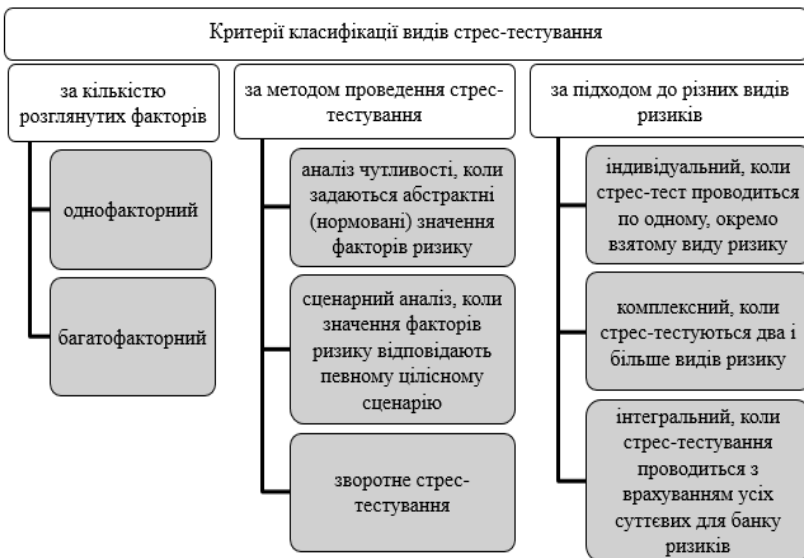 Критерії класифікації видів стрес-тестування
за кількістю
розглянутих факторів
однофакторний
багатофакторний
за методом проведення стрес-
тестування
аналіз чутливості, коли
задаються абстрактні
(нормовані) значення
факторів ризику
сценарний аналіз, коли
значення факторів
ризику відповідають
певному цілісному
сценарію
зворотне стрес-
тестування
за підходом до різних видів
ризиків
індивідуальний, коли
стрес-тест проводиться
по одному, окремо
взятому виду ризику
комплексний, коли
стрес-тестуються два і
більше видів ризику
інтегральний, коли
стрес-тестування
проводиться з
врахуванням усіх
суттєвих для банку
ризиків